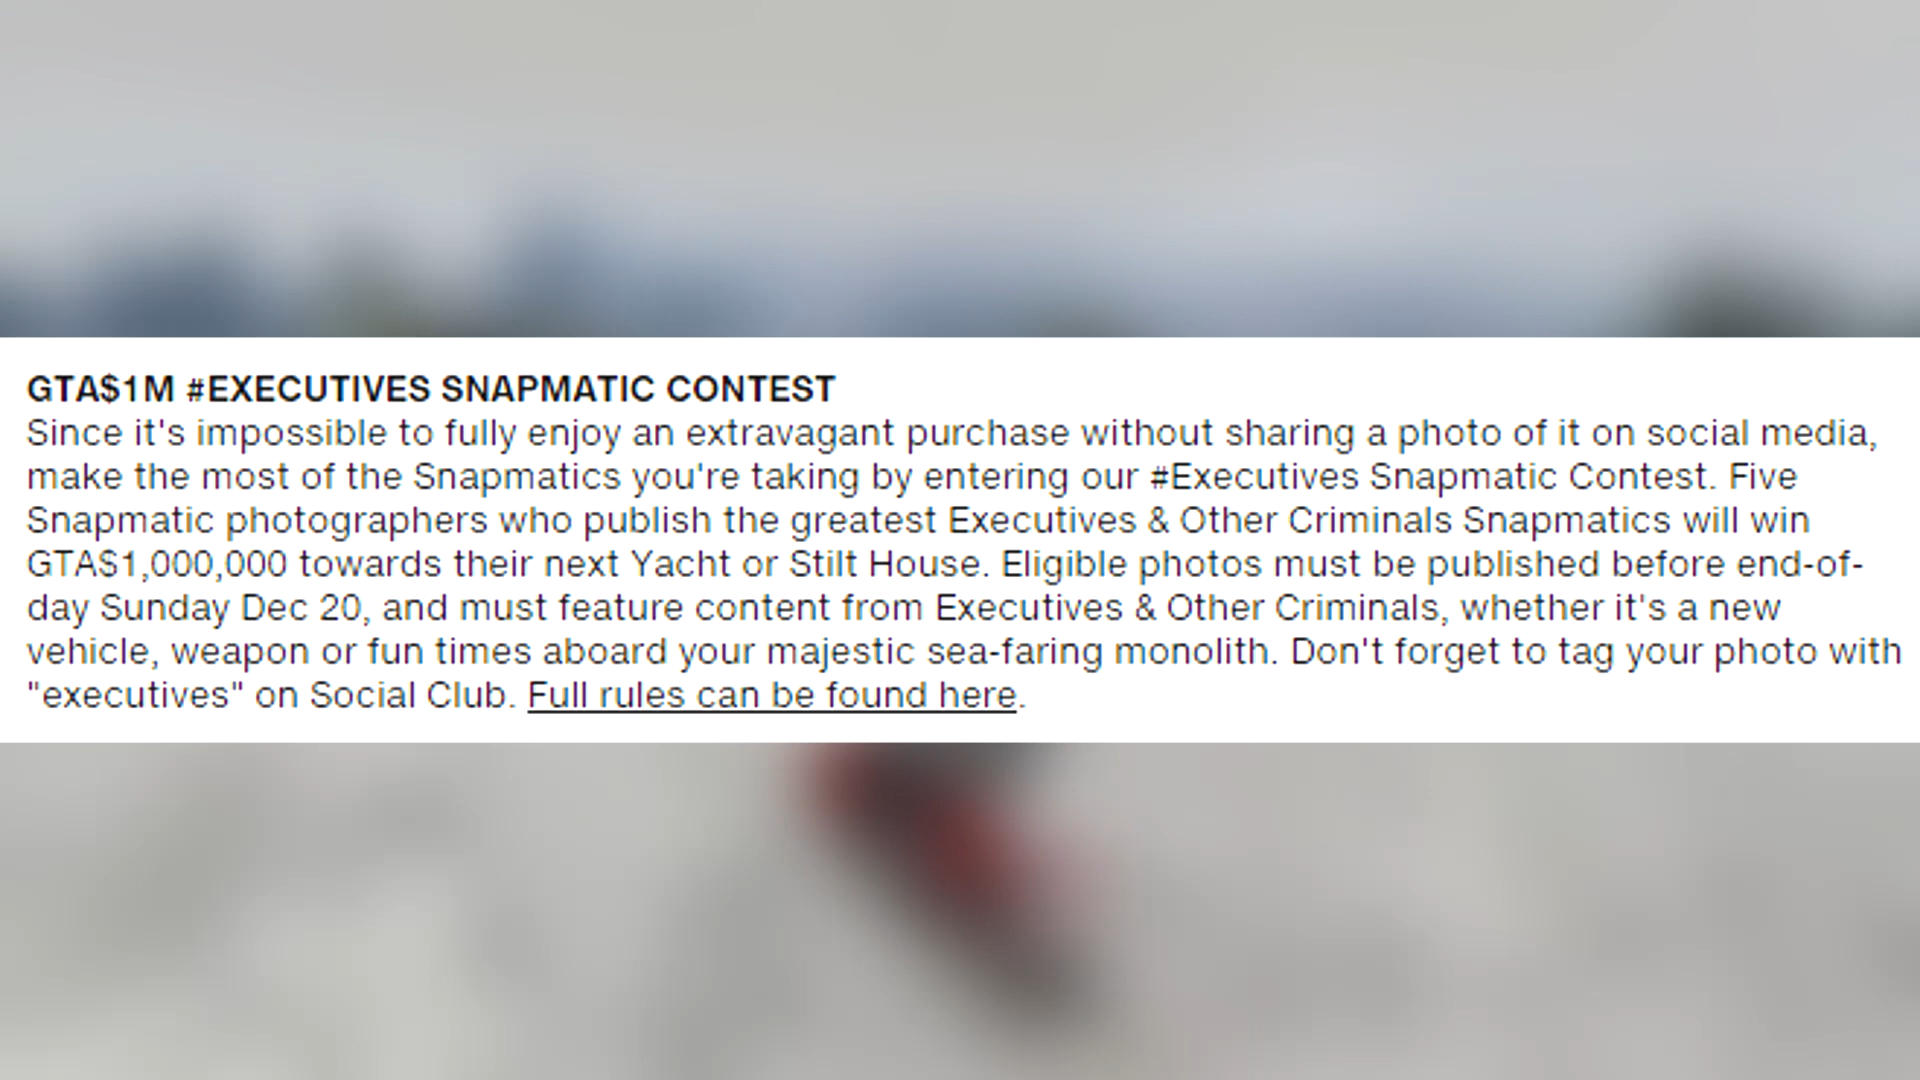 GTA$1M #EXECUTIVES SNAPMATIC CONTEST
Since it's impossible to fully enjoy an extravagant purchase without sharing a photo of it on social media,
make the most of the Snapmatics you're taking by entering our #Executives Snapmatic Contest. Five
Snapmatic photographers who publish the greatest Executives & Other Criminals Snapmatics will win
GTA$1,000,000 towards their next Yacht or Stilt House. Eligible photos must be published before end-of-
day Sunday Dec 20, and must feature content from Executives & Other Criminals, whether it's a new
vehicle, weapon or fun times aboard your majestic sea-faring monolith. Don't forget to tag your photo with
"executives" on Social Club. Full rules can be found here.